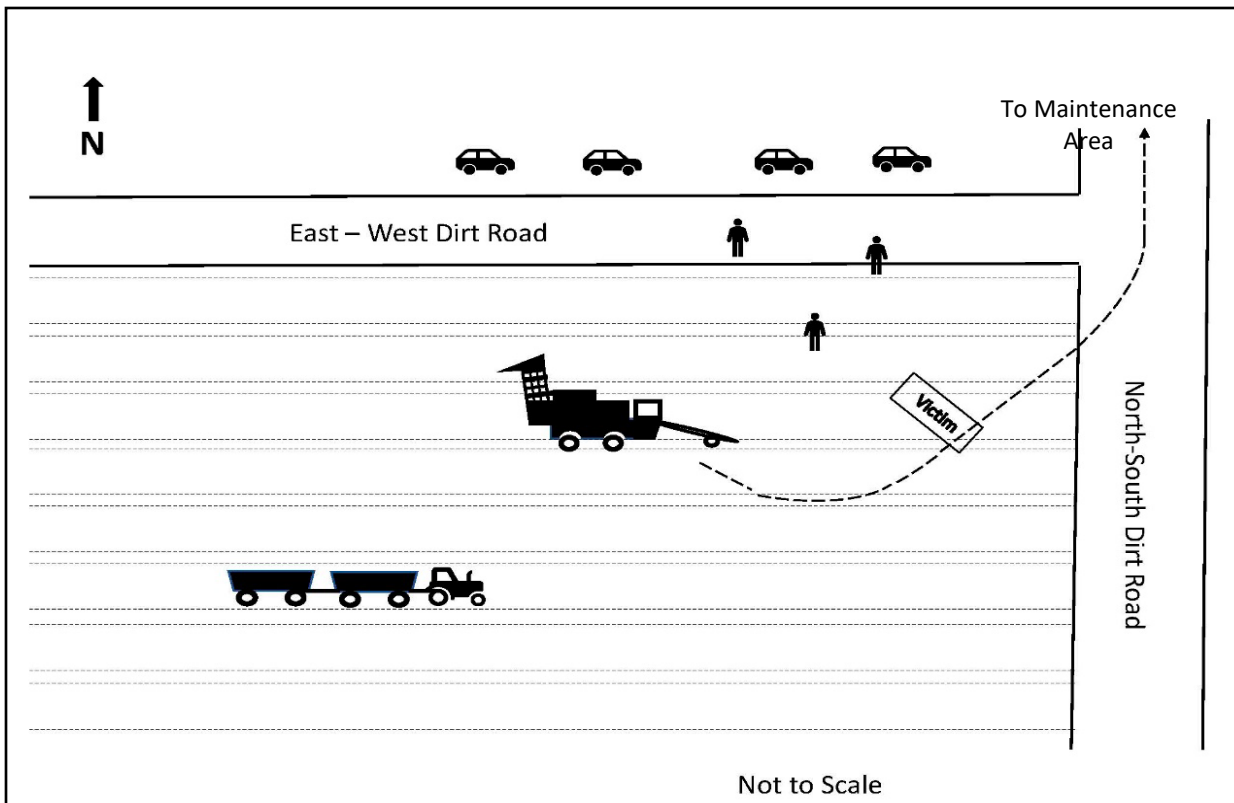 N
To Maintenance
Area
East – West Dirt Road
Victim
North-South Dirt Road
Not to Scale